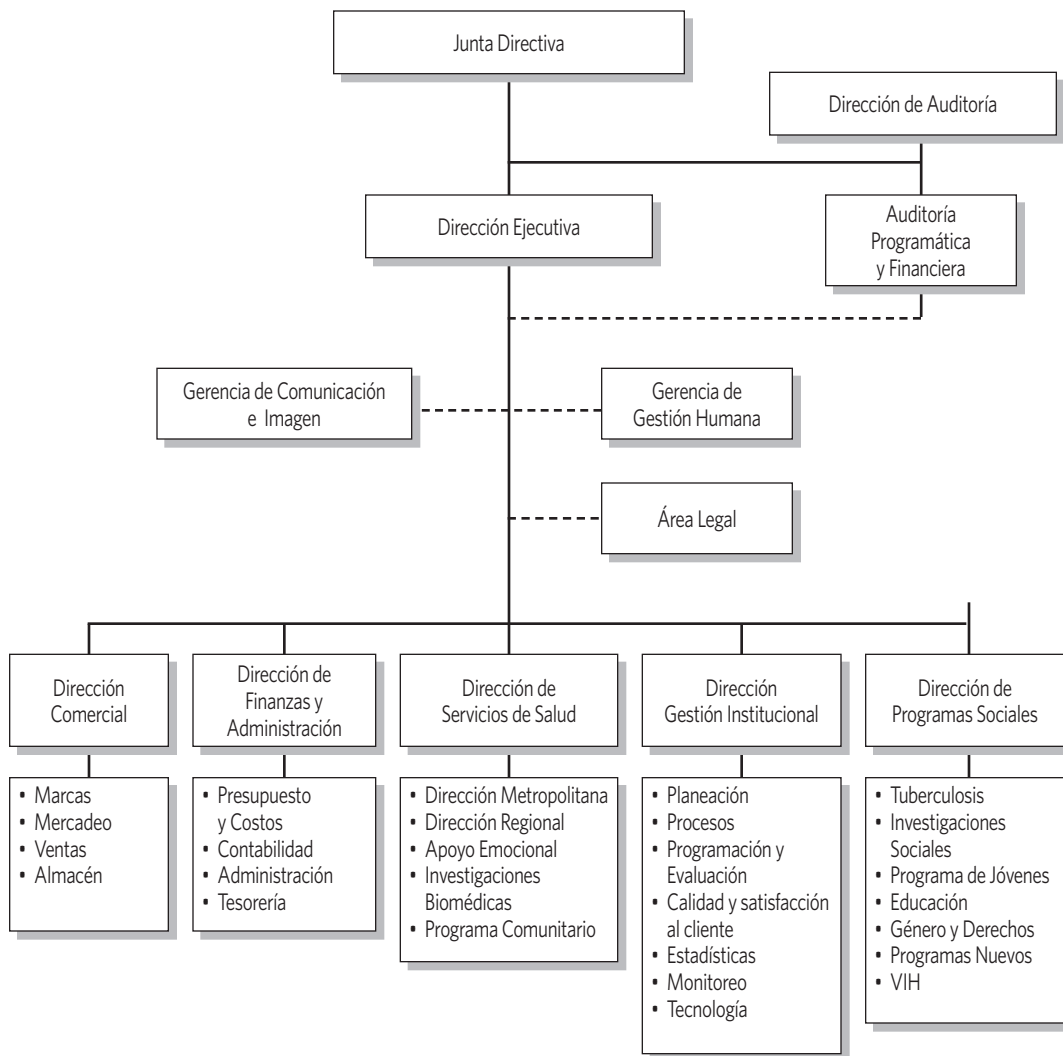 Junta Directiva
Dirección de Auditoría
Dirección Ejecutiva
Auditoría
Programática
y Financiera
Gerencia de Comunicación
e Imagen
Gerencia de
Gestión Humana
Área Legal
Dirección
Comercial
Dirección de
Finanzas y
Administración
Dirección de
Servicios de Salud
Dirección
Gestión Institucional
Dirección de
Programas Sociales
• Marcas
• Mercadeo
• Ventas
• Almacén
• Presupuesto
y Costos
• Contabilidad
• Administración
• Tesorería
• Dirección Metropolitana
• Dirección Regional
• Apoyo Emocional
• Investigaciones
Biomédicas
• Programa Comunitario
• Planeación
• Procesos
• Programación y
Evaluación
• Calidad y satisfacción
al cliente
• Estadísticas
• Monitoreo
• Tecnología
• Tuberculosis
• Investigaciones
Sociales
• Programa de Jóvenes
• Educación
• Género y Derechos
• Programas Nuevos
• VIH